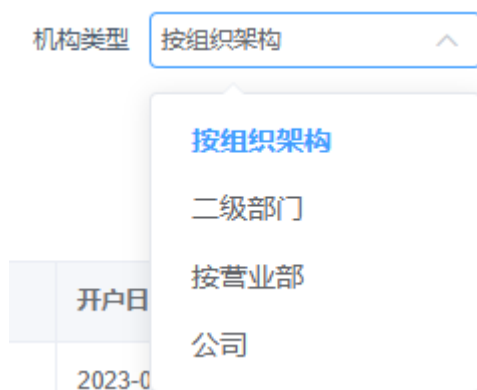 机构类型 按组织架构
按组织架构
二级部门
按营业部
公司
开户日
2023-0